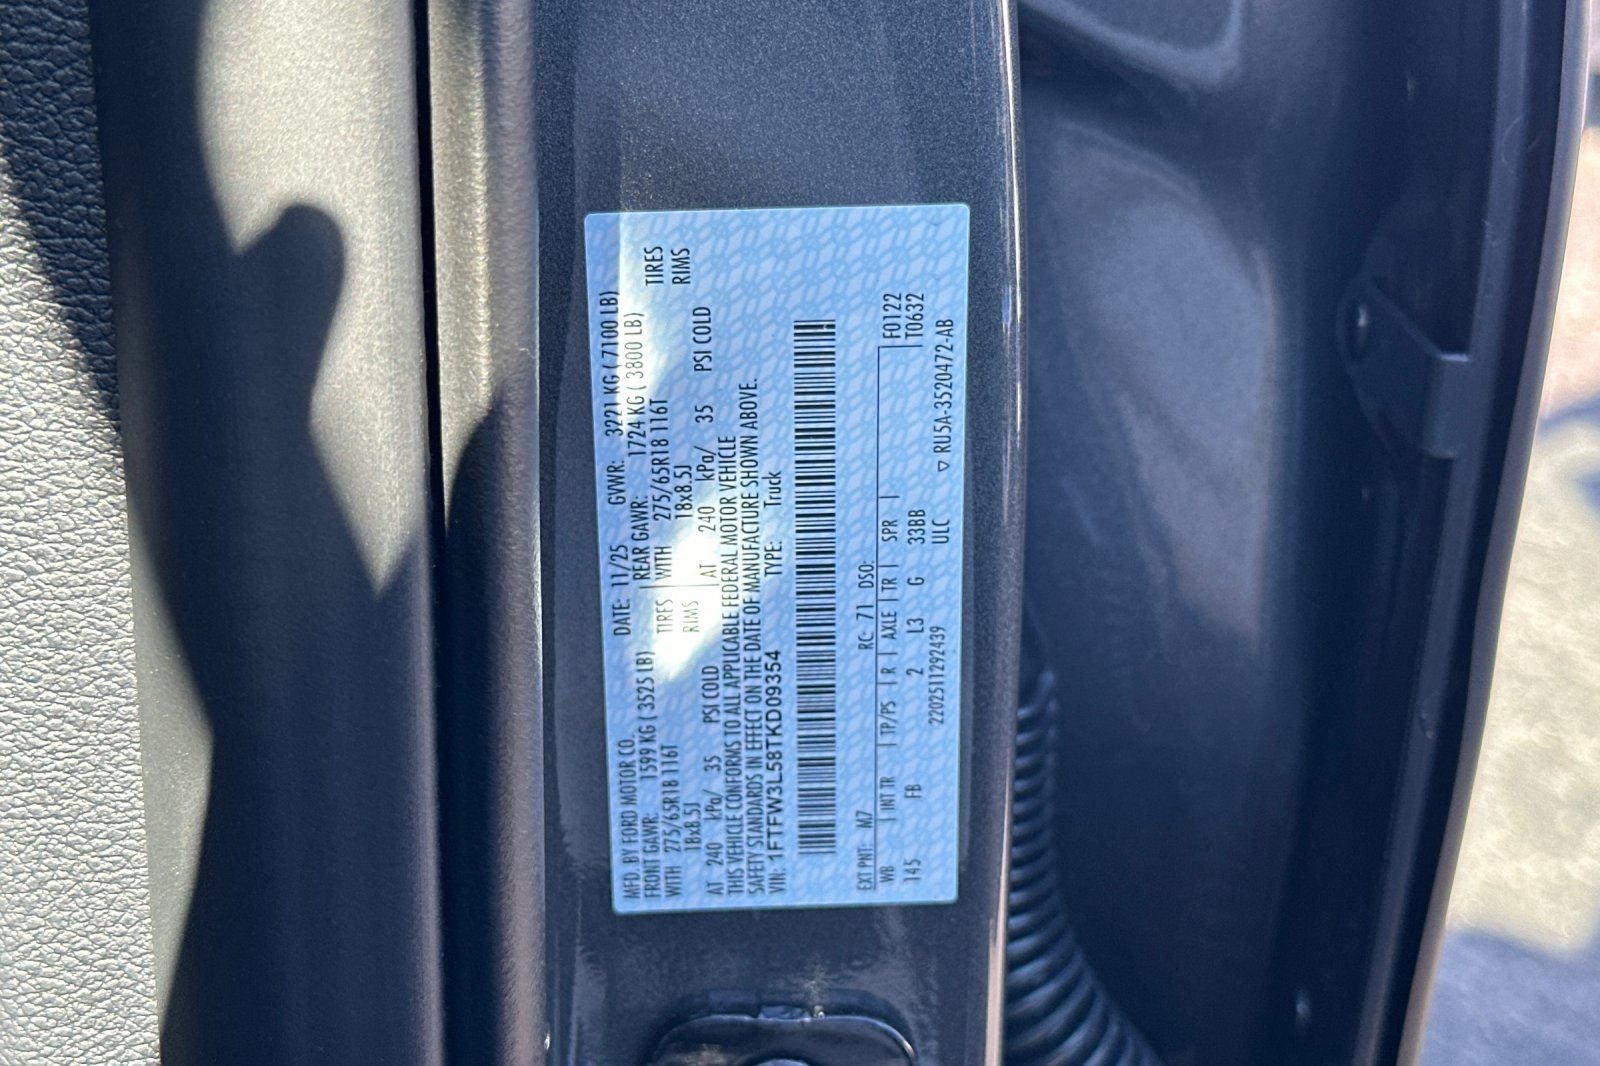 MFD. BY FORD MOTOR CO. DATE: 11/25 GVWR: 3221 KG ( 7100 LB)
FRONT GAWR: 1599 KG ( 3525 LB) REAR GAWR: 1724 KG ( 3800 LB)
WITH 275/65R18 116T TIRES WITH 275/65R18 116T TIRES
18x8.5J RIMS 18x8.5J RIMS
AT 240 kPa/ 35 PSI COLD AT 240 kPa/ 35 PSI COLD
THIS VEHICLE CONFORMS TO ALL APPLICABLE FEDERAL MOTOR VEHICLE
SAFETY STANDARDS IN EFFECT ON THE DATE OF MANUFACTURE SHOWN ABOVE.
VIN: 1FTFW3L58TKD09354 TYPE: Truck
EXT PNT: M7 RC: 71 DSO: F0122
WB INT TR TP/PS R AXLE TR SPR T0632
145 FB 2 L3 G 33BB
2202511292439 ULC ▽ RU5A-3520472-AB